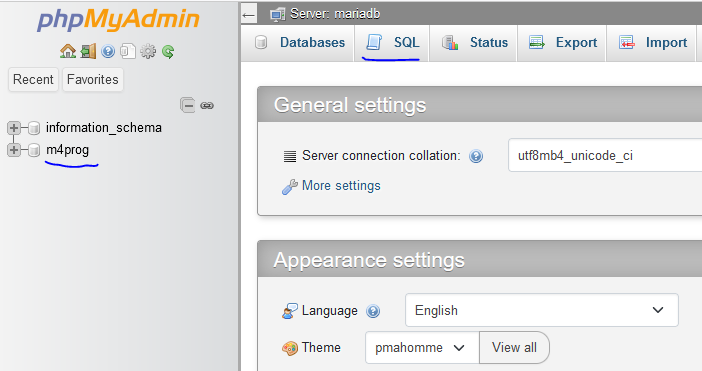 phpMyAdmin
Recent Favorites
information_schema
m4prog
Server: mariadb
Databases SQL Status Export Import
General settings
Server connection collation: utf8mb4_unicode_ci
More settings
Appearance settings
Language English
Theme pmahomme View all